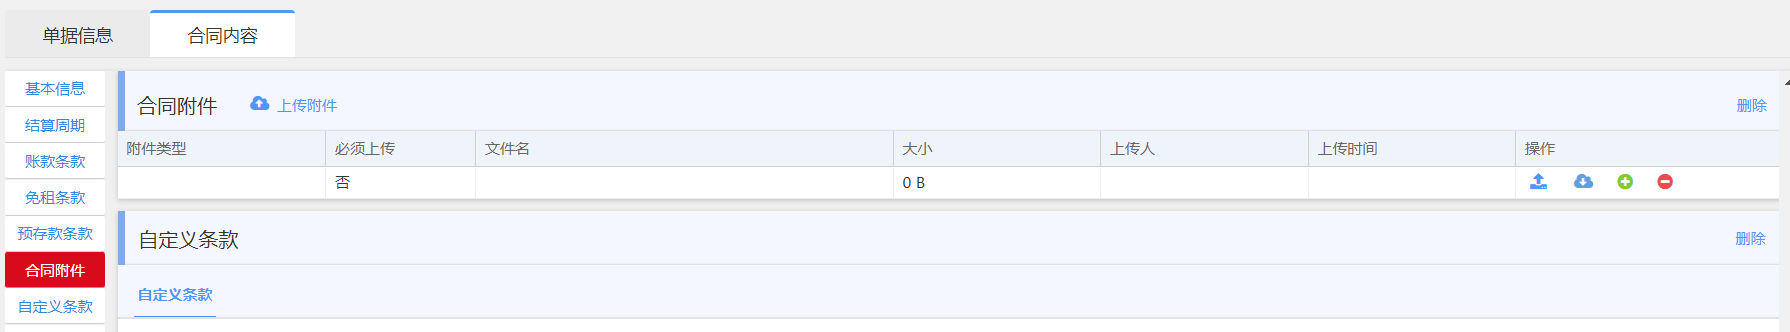 单据信息 合同内容
基本信息
结算周期
账款条款
免租条款
预存款条款
合同附件
自定义条款
合同附件 上传附件 删除
附件类型 必须上传 文件名 大小 上传人 上传时间 操作
否 0 B
自定义条款 删除
自定义条款